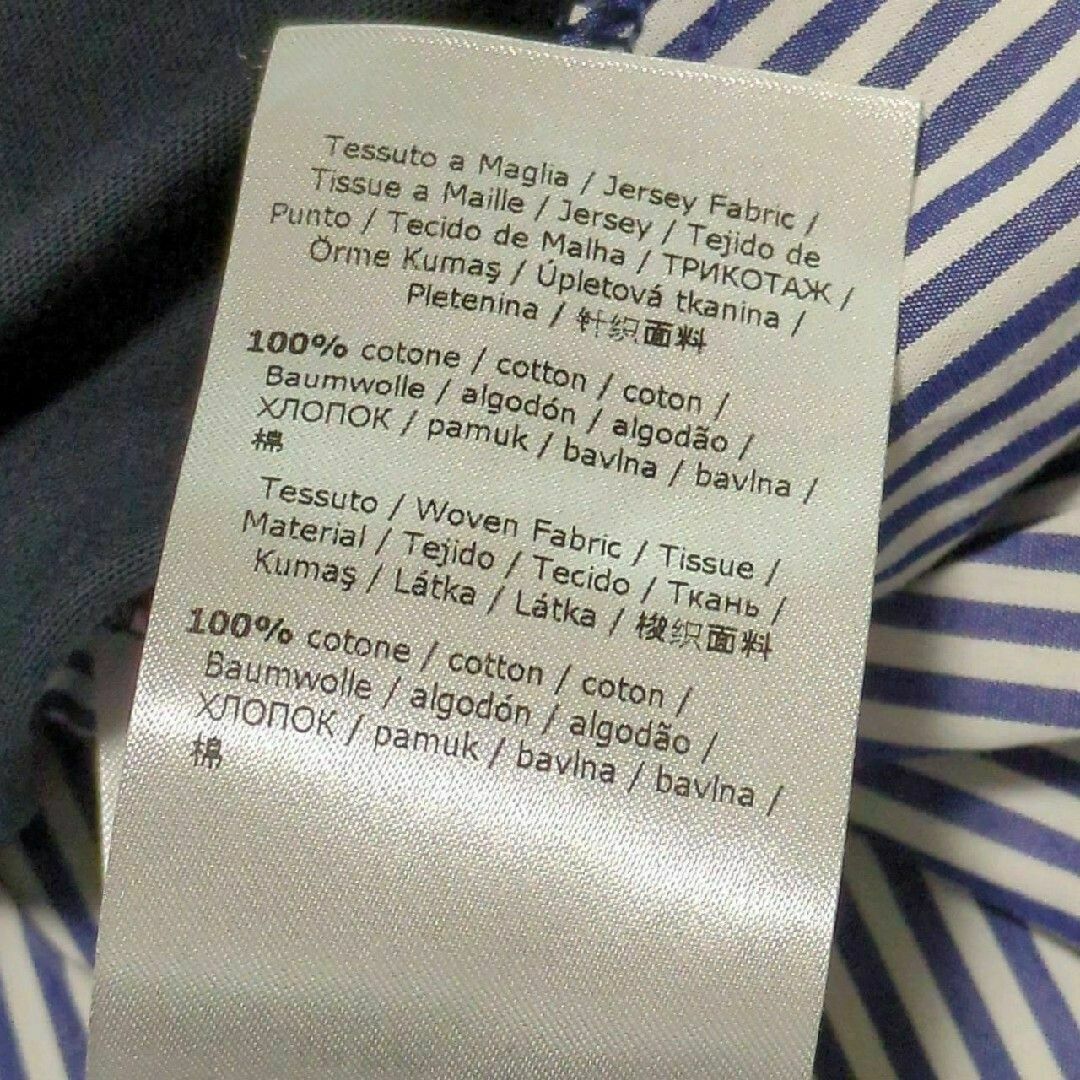 Tessuto a Maglia / Jersey Fabric /
Tissue a Maille / Jersey / Tejido de
Punto / Tecido de Malha / ТРИКОТАЖ /
Örme Kumaş / Úpletová tkanina /
Pletenina / 针织面料
100% cotone / cotton / coton /
Baumwolle / algodón / algodão /
ХЛОПОК / pamuk / bavlna / bavlna /
棉
Tessuto / Woven Fabric / Tissue /
Material / Tejido / Tecido / Ткань /
Kumaş / Látka / Látka / 梭织面料
100% cotone / cotton / coton /
Baumwolle / algodón / algodão /
ХЛОПОК / pamuk / bavlna / bavlna /
棉